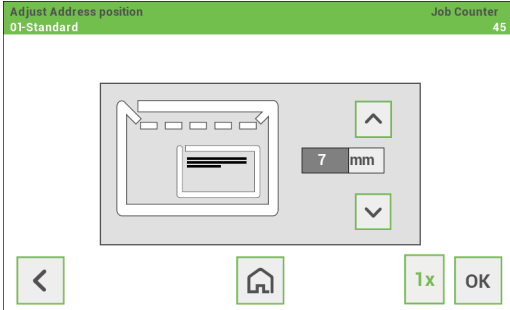 Adjust Address position
Job Counter
01-Standard
45
7 mm
1x
OK